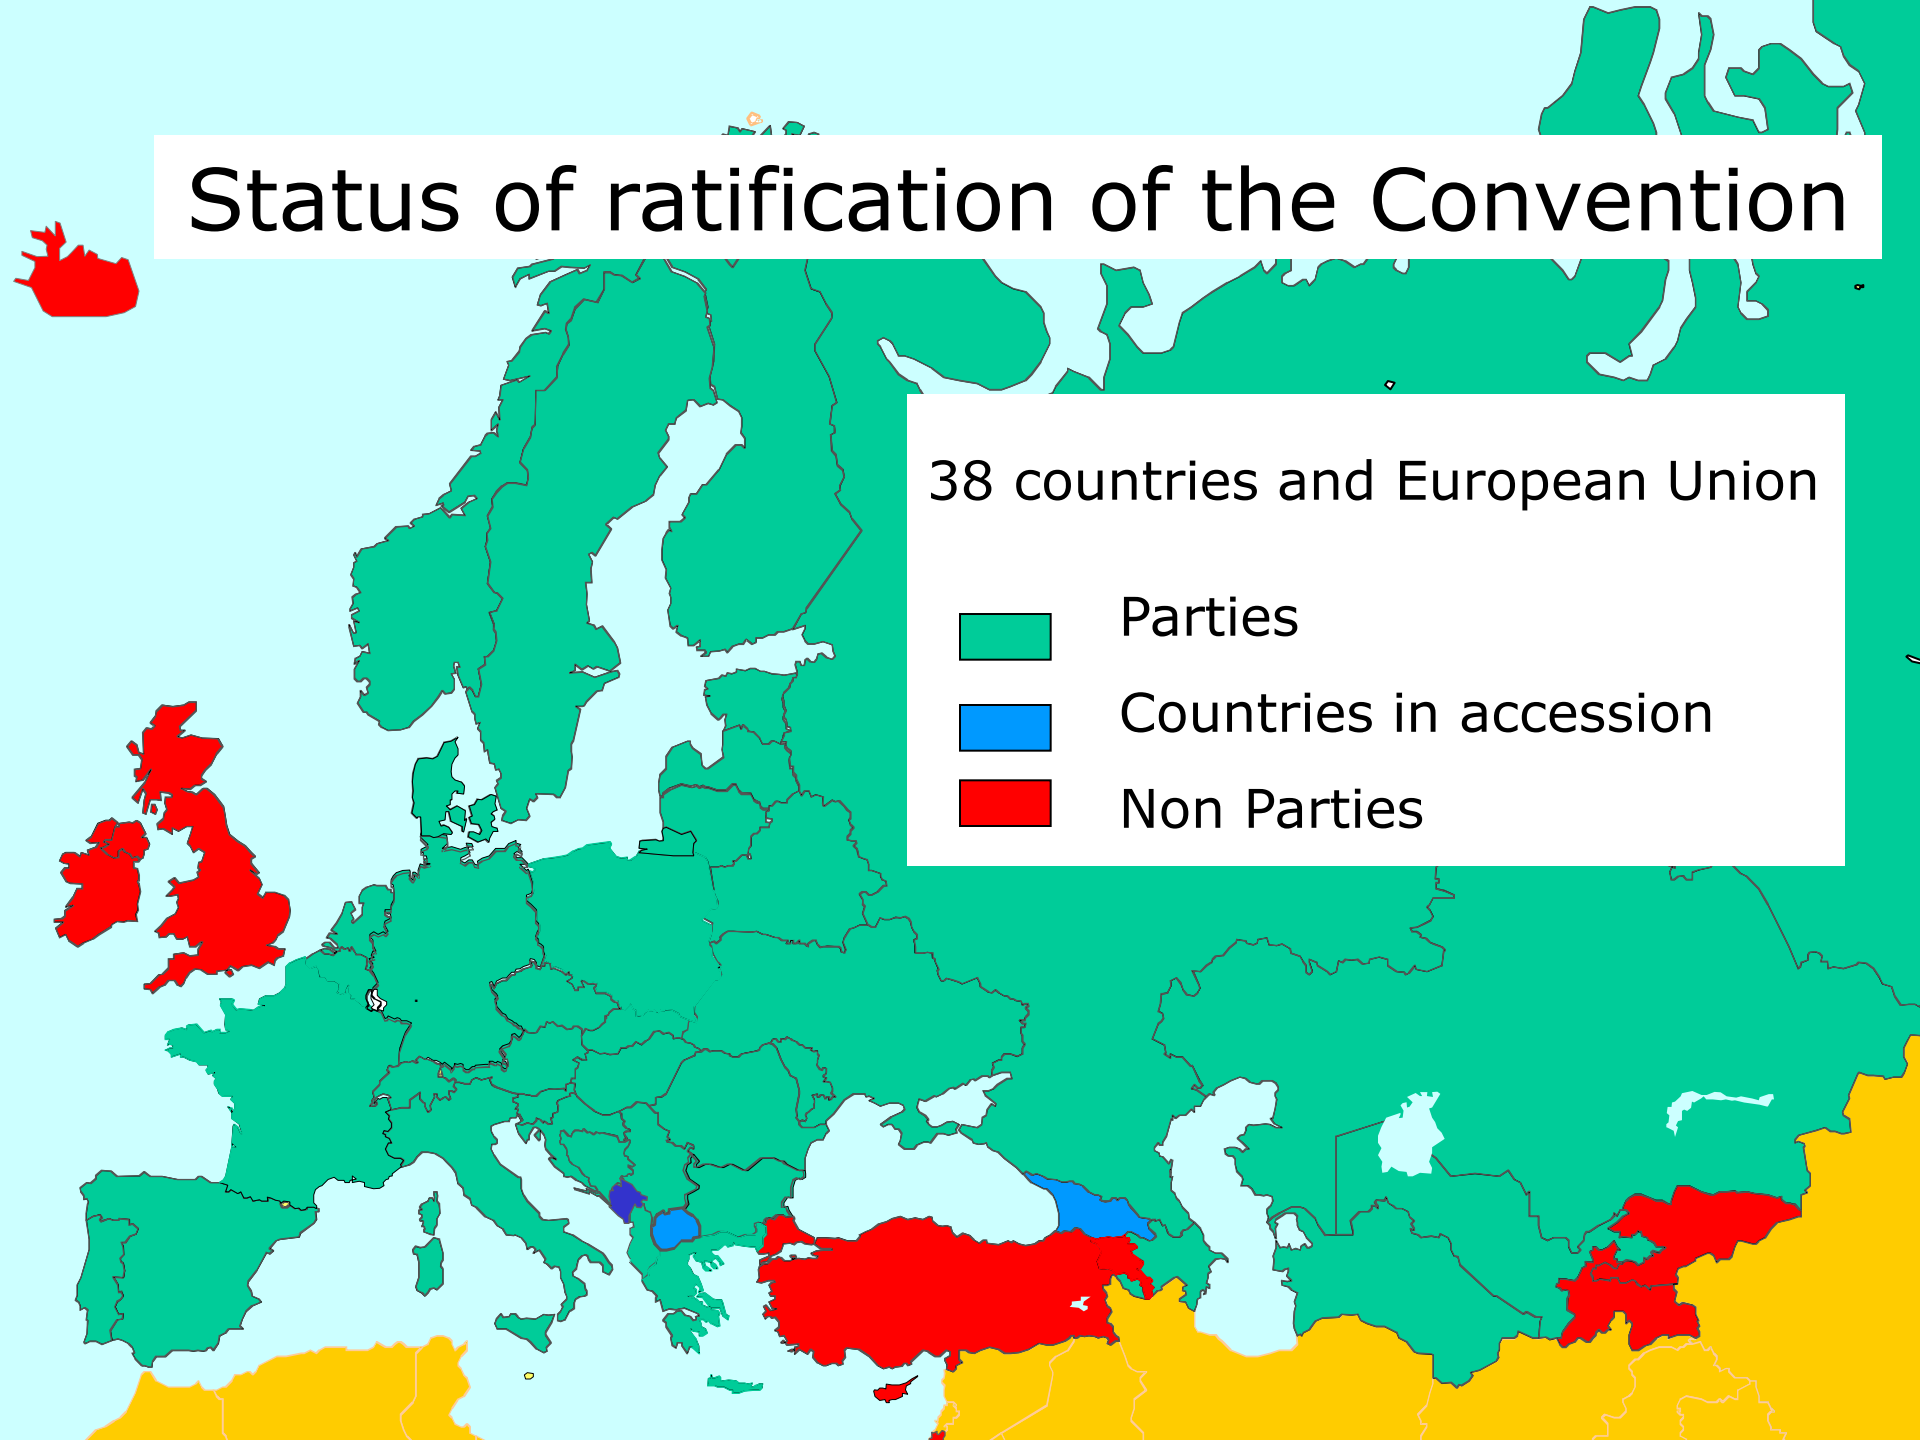 Status of ratification of the Convention
38 countries and European Union
Parties
Countries in accession
Non Parties